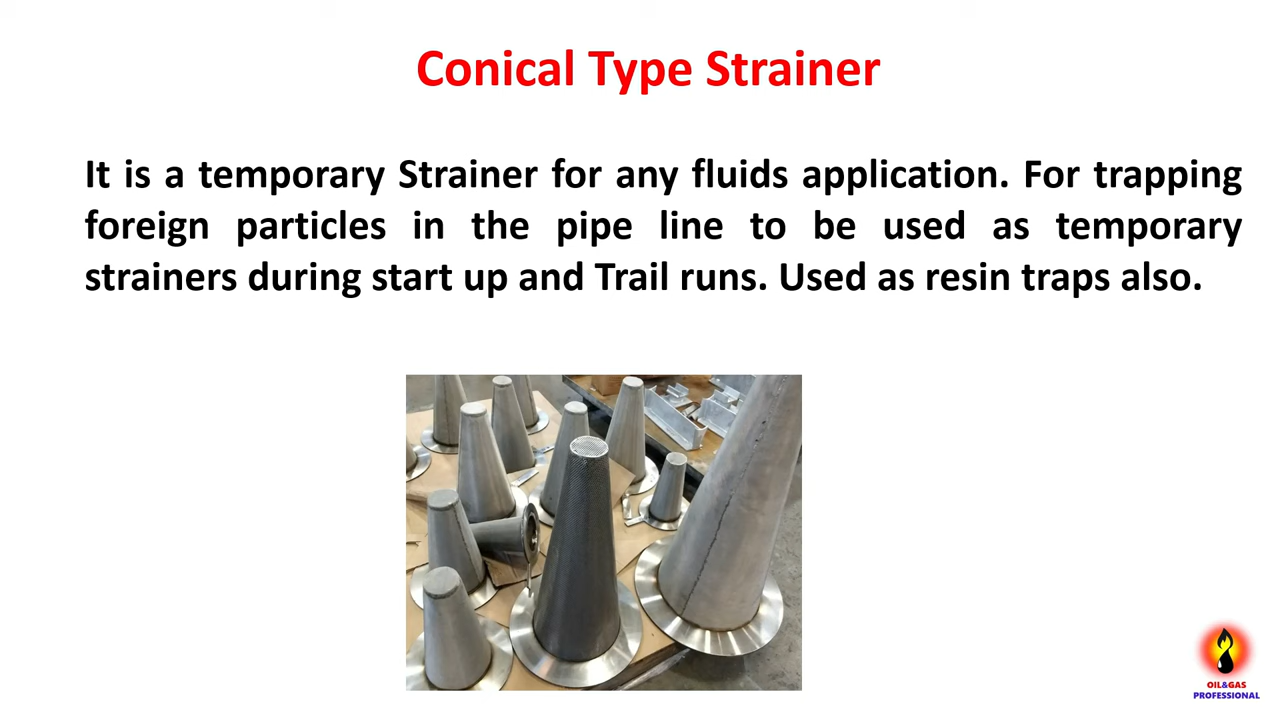 Conical Type Strainer
It is a temporary Strainer for any fluids application. For trapping
foreign particles in the pipe line to be used as temporary
strainers during start up and Trail runs. Used as resin traps also.
OIL&GAS
PROFESSIONAL